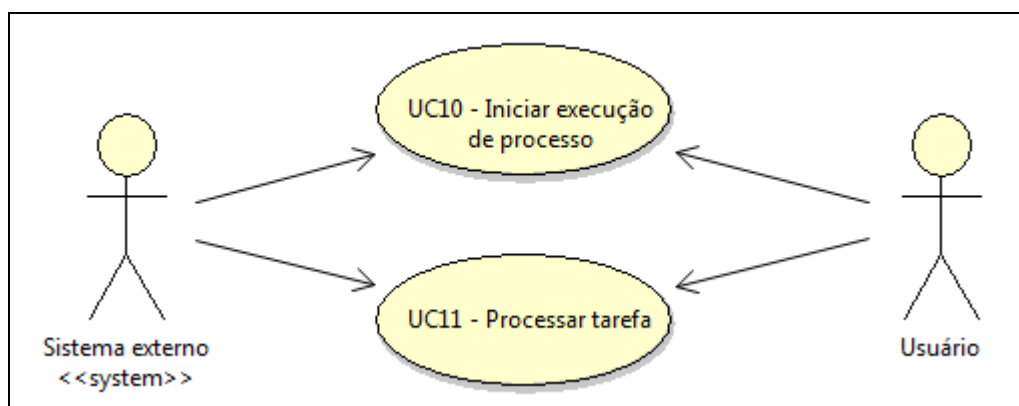 UC10 - Iniciar execução
de processo
UC11 - Processar tarefa
Sistema externo
<<system>>
Usuário